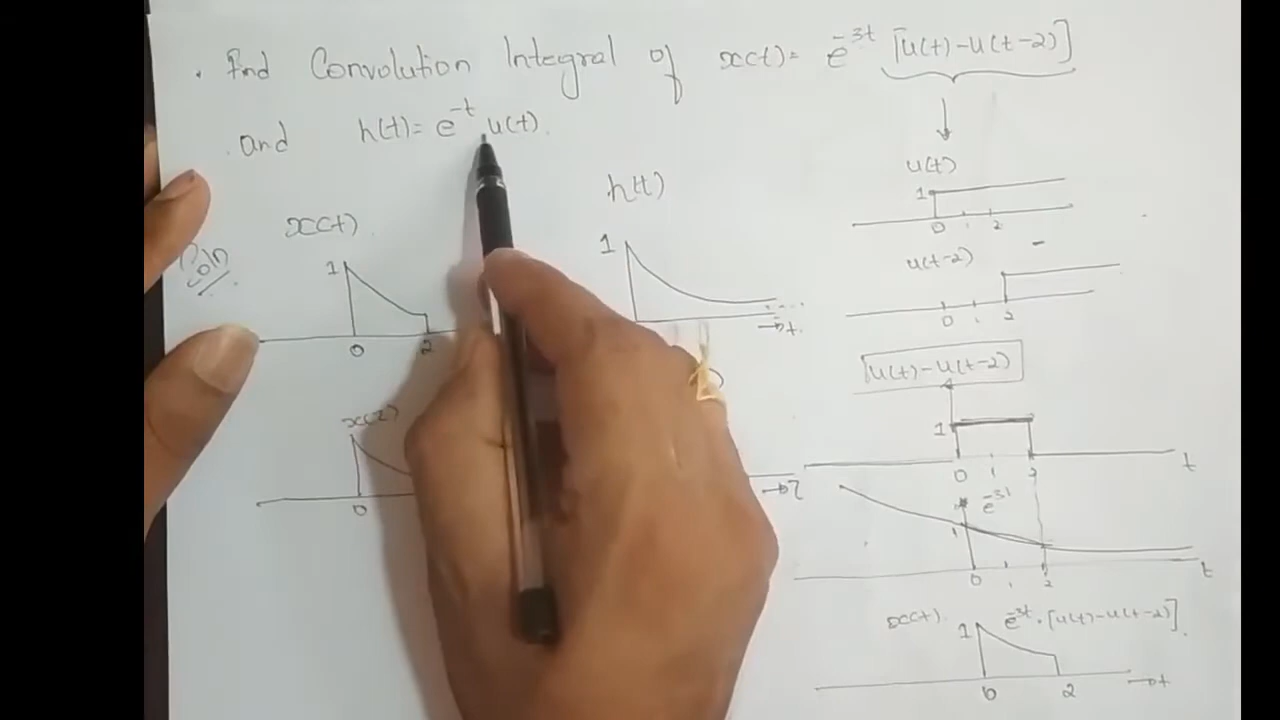 . Find Convolution Integral of x(t) = e^-3t [u(t)-u(t-2)]
. and h(t) = e^-t u(t).
Soln
x(t)
1
0 2
h(t)
1
→t
x(τ)
0
→τ
u(t)
1
0 1 2
-
u(t-2)
0 1 2
[u(t)-u(t-2)]
1
0 1 2 t
e^-3t
1
0 1 2 t
x(t) e^-3t · [u(t)-u(t-2)].
1
0 2 →t